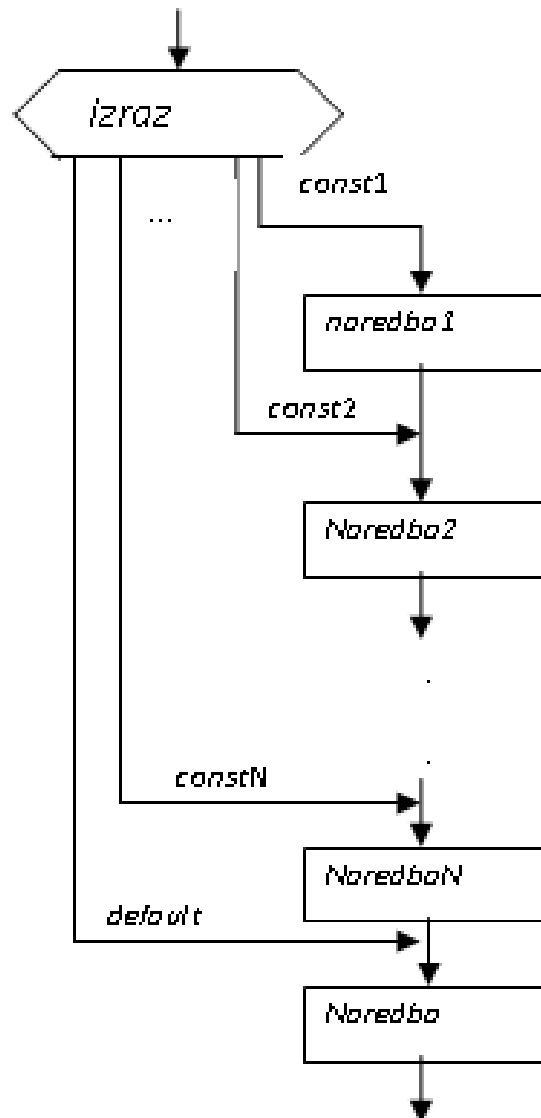 izraz
const1
...
naredba1
const2
Naredba2
.
.
constN
NaredbaN
default
Naredba